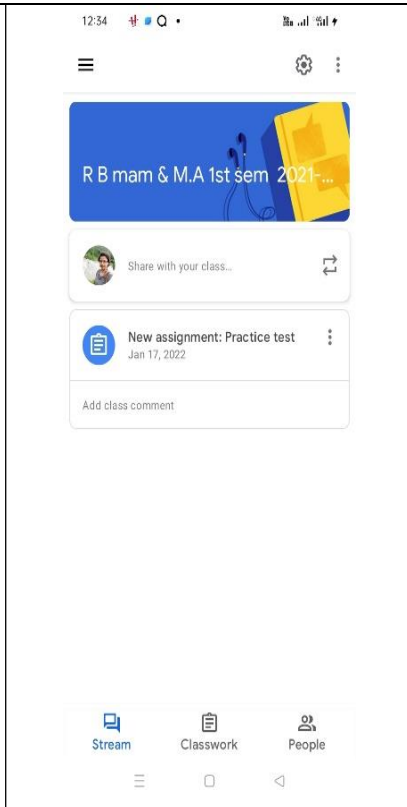 12:34
R B mam & M.A 1st sem 2021-...
Share with your class...
New assignment: Practice test
Jan 17, 2022
Add class comment
Stream Classwork People